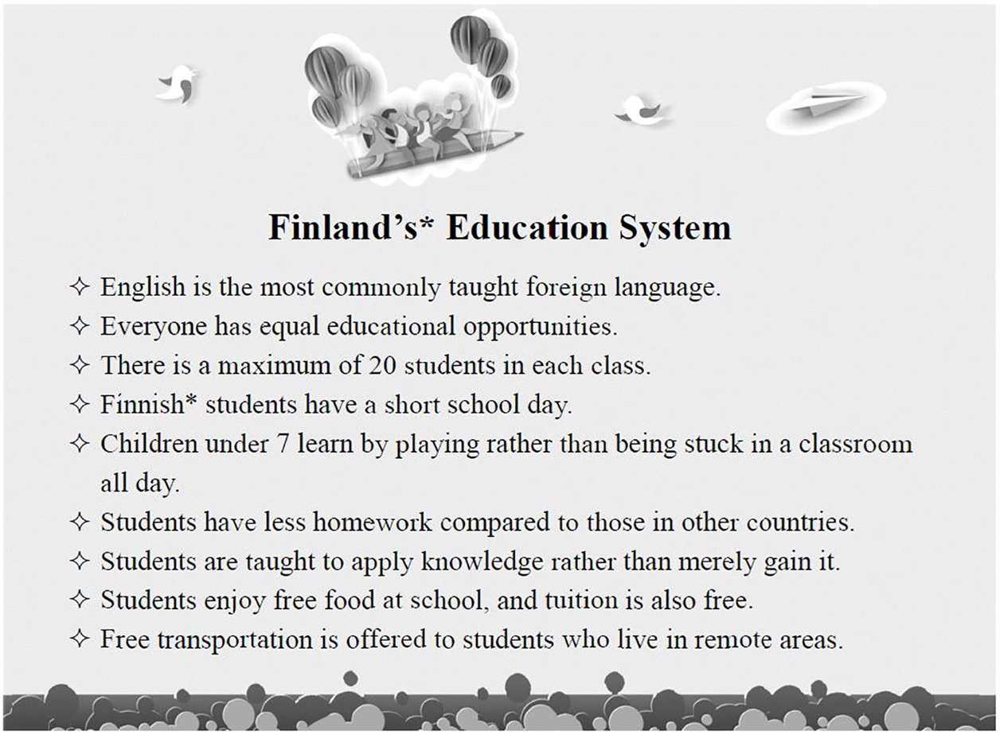 Finland's* Education System
✧ English is the most commonly taught foreign language.
✧ Everyone has equal educational opportunities.
✧ There is a maximum of 20 students in each class.
✧ Finnish* students have a short school day.
✧ Children under 7 learn by playing rather than being stuck in a classroom
all day.
✧ Students have less homework compared to those in other countries.
✧ Students are taught to apply knowledge rather than merely gain it.
✧ Students enjoy free food at school, and tuition is also free.
✧ Free transportation is offered to students who live in remote areas.